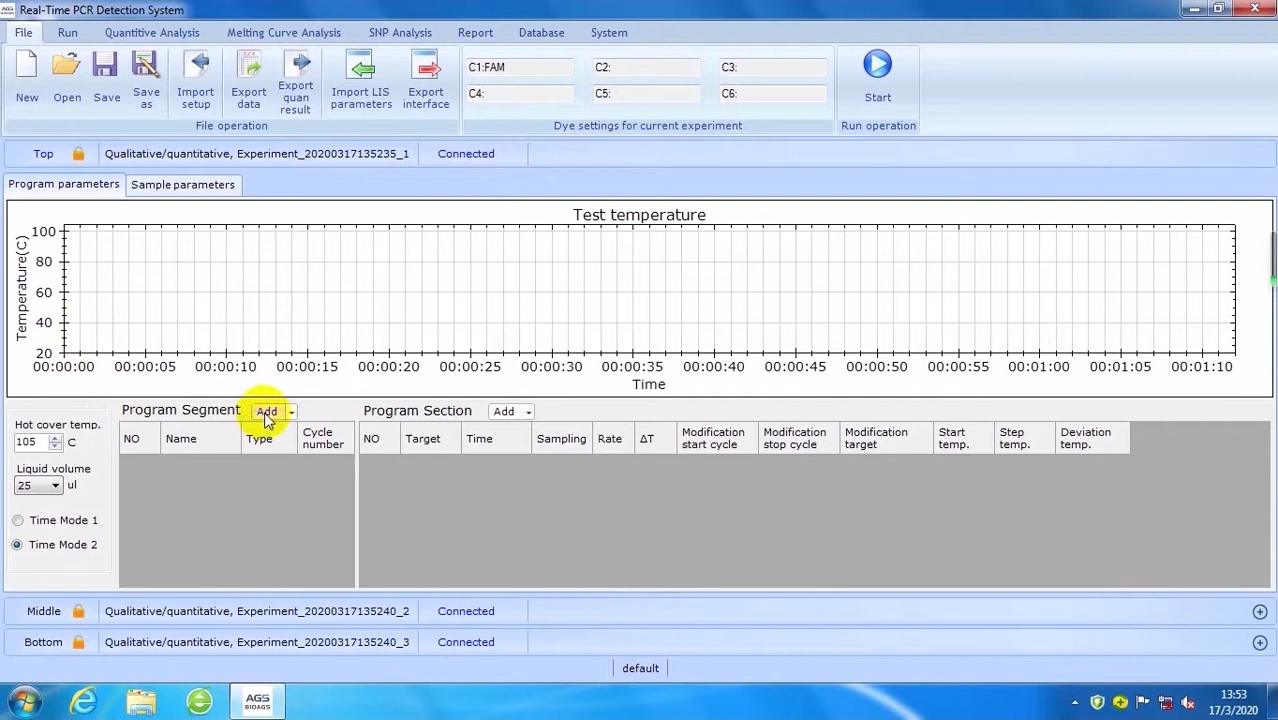 AGS
BIOAGS
Real-Time PCR Detection System
File Run Quantitive Analysis Melting Curve Analysis SNP Analysis Report Database System
New
Open
Save
Save as
Import setup
Export data
Export quan result
Import LIS parameters
Export interface
File operation
C1:FAM C2: C3:
C4: C5: C6:
Dye settings for current experiment
Start
Run operation
Top Qualitative/quantitative, Experiment_20200317135235_1 Connected
Program parameters Sample parameters
Test temperature
Temperature(C)
100
80
60
40
20
00:00:00 00:00:05 00:00:10 00:00:15 00:00:20 00:00:25 00:00:30 00:00:35 00:00:40 00:00:45 00:00:50 00:00:55 00:01:00 00:01:05 00:01:10
Time
Hot cover temp.
105 C
Liquid volume
25 ul
Time Mode 1
Time Mode 2
Program Segment Add
NO Name Type Cycle number
Program Section Add
NO Target Time Sampling Rate ΔT Modification start cycle Modification stop cycle Modification target Start temp. Step temp. Deviation temp.
Middle Qualitative/quantitative, Experiment_20200317135240_2 Connected
Bottom Qualitative/quantitative, Experiment_20200317135240_3 Connected
default
AGS
BIOAGS
13:53
17/3/2020